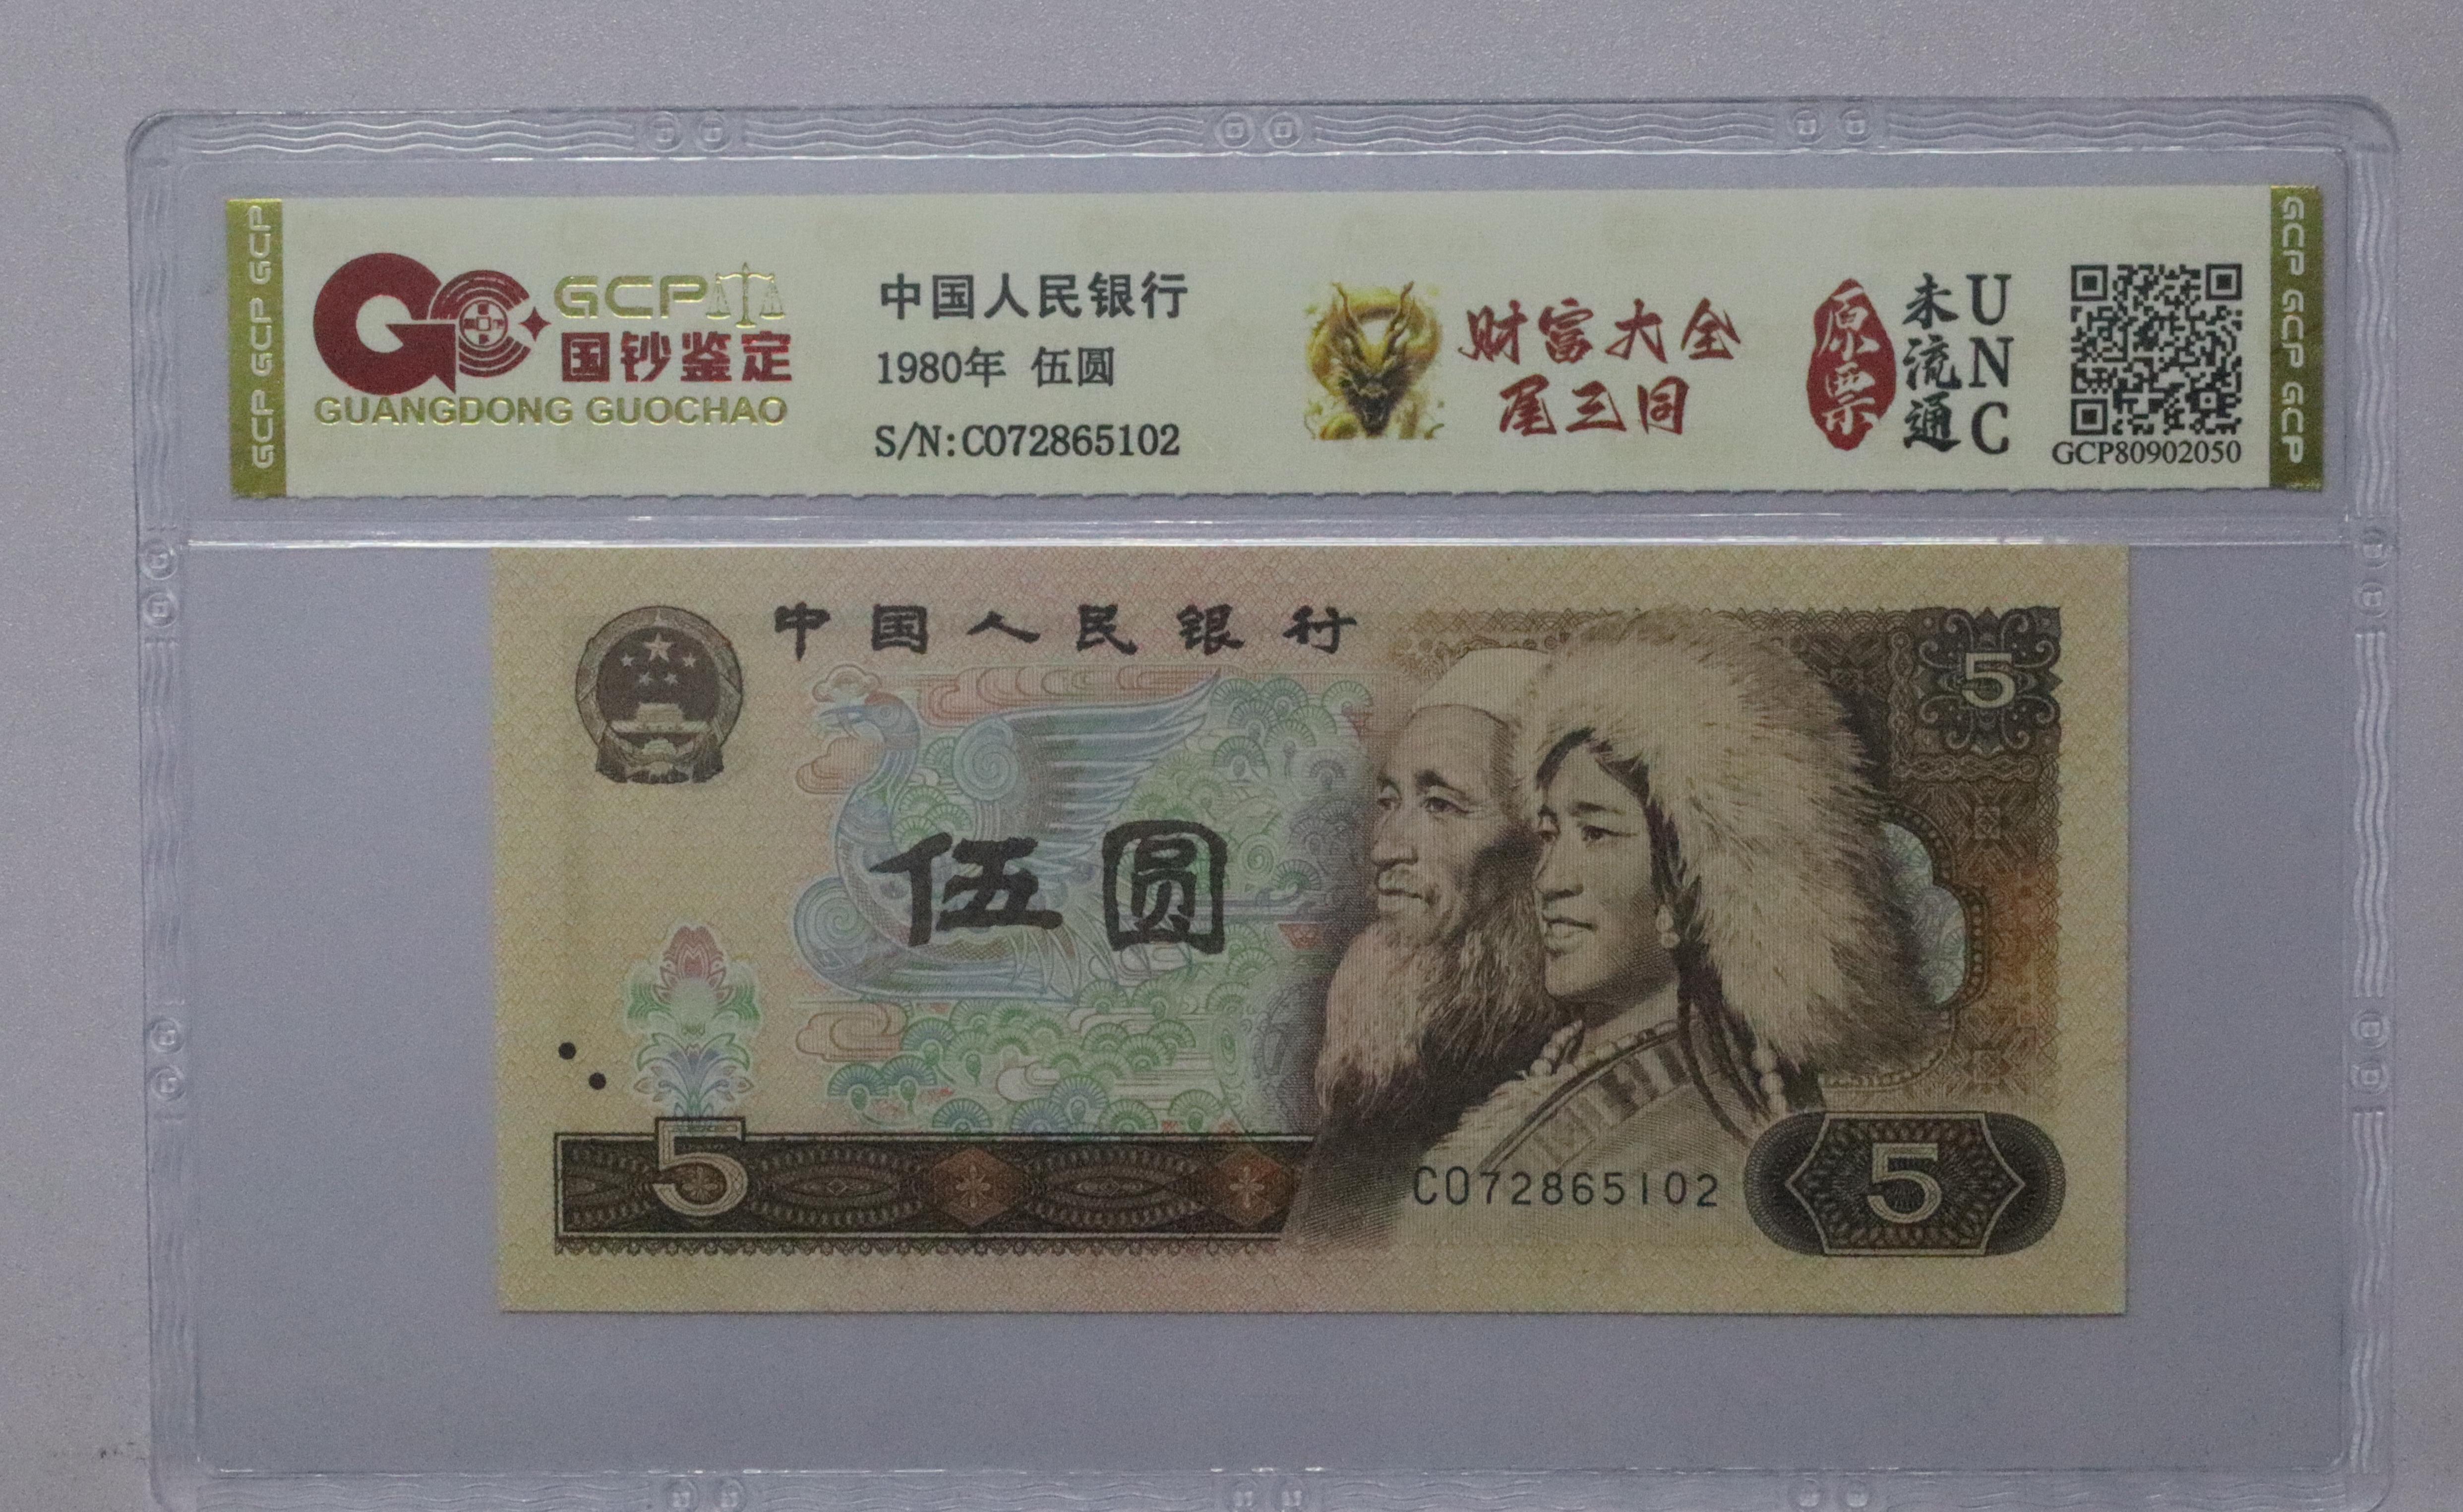 GCP GCP GCP
GCP
国钞鉴定
GUANGDONG GUOCHAO
中国人民银行
1980年 伍圆
S/N:CO72865102
财富大全
尾三同
原票
未流通
UNC
GCP80902050
GCP GCP GCP
中国人民银行
5
伍圆
5
CO72865102
5